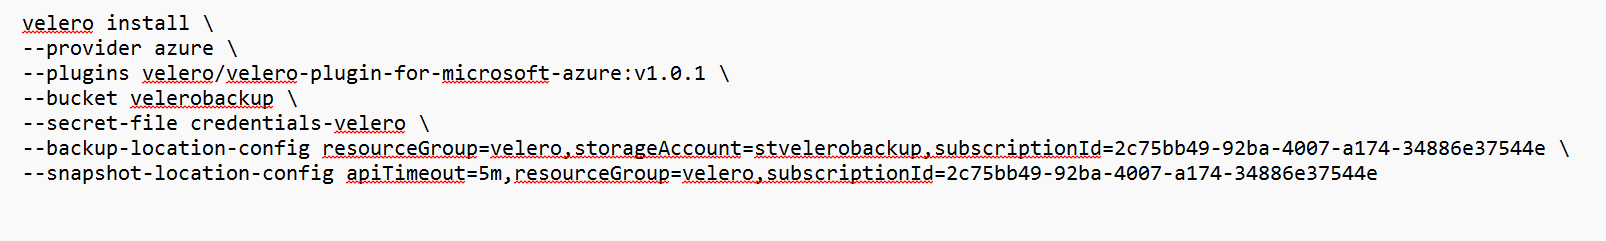 velero install \
--provider azure \
--plugins velero/velero-plugin-for-microsoft-azure:v1.0.1 \
--bucket velerobackup \
--secret-file credentials-velero \
--backup-location-config resourceGroup=velero,storageAccount=stvelerobackup,subscriptionId=2c75bb49-92ba-4007-a174-34886e37544e \
--snapshot-location-config apiTimeout=5m,resourceGroup=velero,subscriptionId=2c75bb49-92ba-4007-a174-34886e37544e